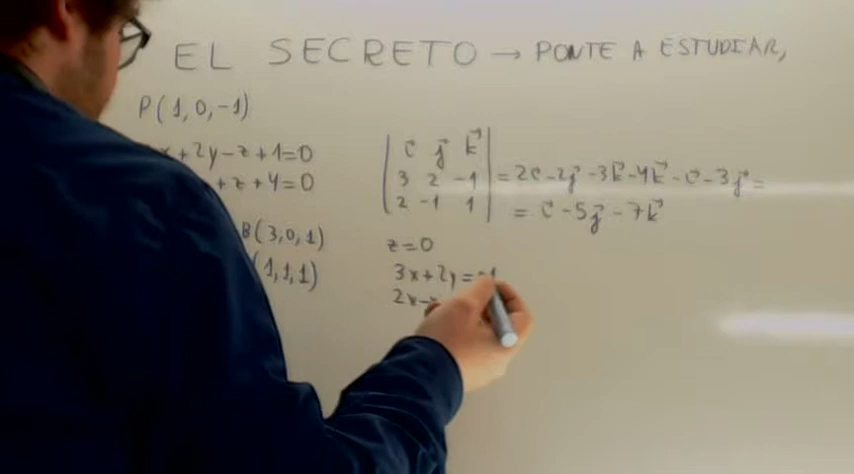 EL SECRETO → PONTE A ESTUDIAR,
P(1,0,-1)
x+2y-z+1=0
+z+4=0
B(3,0,1)
(1,1,1)
| i⃗ j⃗ k⃗ |
| 3 2 -1 | = 2i⃗-2j⃗-3k⃗-4k⃗-i⃗-3j⃗ =
| 2 -1 1 | = i⃗-5j⃗-7k⃗
z=0
3x+2y=-1
2x-